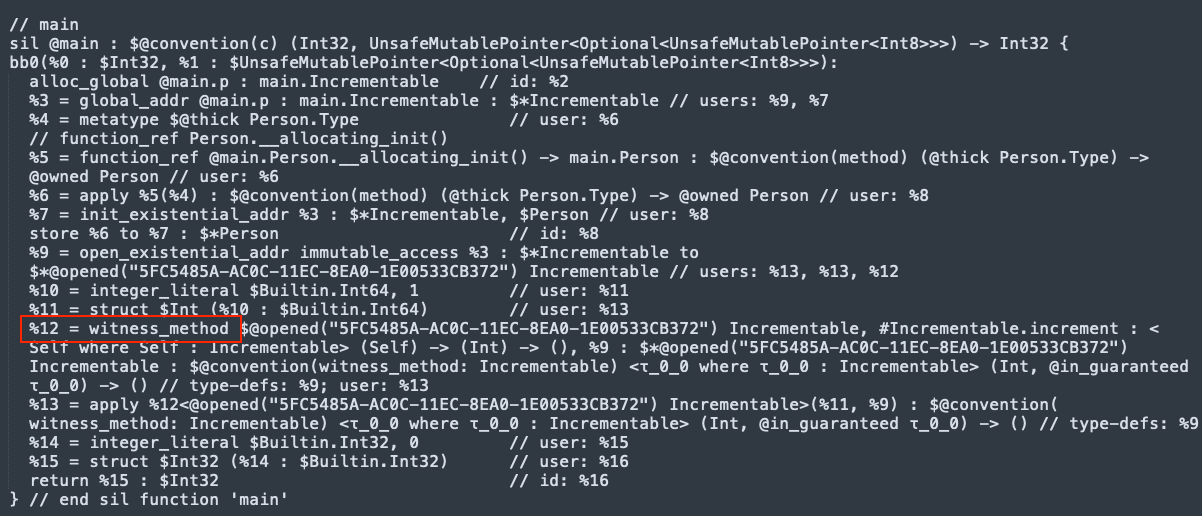 // main
sil @main : $@convention(c) (Int32, UnsafeMutablePointer<Optional<UnsafeMutablePointer<Int8>>>) -> Int32 {
bb0(%0 : $Int32, %1 : $UnsafeMutablePointer<Optional<UnsafeMutablePointer<Int8>>>):
  alloc_global @main.p : main.Incrementable    // id: %2
  %3 = global_addr @main.p : main.Incrementable : $*Incrementable // users: %9, %7
  %4 = metatype $@thick Person.Type               // user: %6
  // function_ref Person.__allocating_init()
  %5 = function_ref @main.Person.__allocating_init() -> main.Person : $@convention(method) (@thick Person.Type) ->
  @owned Person // user: %6
  %6 = apply %5(%4) : $@convention(method) (@thick Person.Type) -> @owned Person // user: %8
  %7 = init_existential_addr %3 : $*Incrementable, $Person // user: %8
  store %6 to %7 : $*Person                       // id: %8
  %9 = open_existential_addr immutable_access %3 : $*Incrementable to
  $*@opened("5FC5485A-AC0C-11EC-8EA0-1E00533CB372") Incrementable // users: %13, %13, %12
  %10 = integer_literal $Builtin.Int64, 1         // user: %11
  %11 = struct $Int (%10 : $Builtin.Int64)        // user: %13
  %12 = witness_method $@opened("5FC5485A-AC0C-11EC-8EA0-1E00533CB372") Incrementable, #Incrementable.increment : <
  Self where Self : Incrementable> (Self) -> (Int) -> (), %9 : $*@opened("5FC5485A-AC0C-11EC-8EA0-1E00533CB372")
  Incrementable : $@convention(witness_method: Incrementable) <τ_0_0 where τ_0_0 : Incrementable> (Int, @in_guaranteed
  τ_0_0) -> () // type-defs: %9; user: %13
  %13 = apply %12<@opened("5FC5485A-AC0C-11EC-8EA0-1E00533CB372") Incrementable>(%11, %9) : $@convention(
  witness_method: Incrementable) <τ_0_0 where τ_0_0 : Incrementable> (Int, @in_guaranteed τ_0_0) -> () // type-defs: %9
  %14 = integer_literal $Builtin.Int32, 0         // user: %15
  %15 = struct $Int32 (%14 : $Builtin.Int32)      // user: %16
  return %15 : $Int32                             // id: %16
} // end sil function 'main'